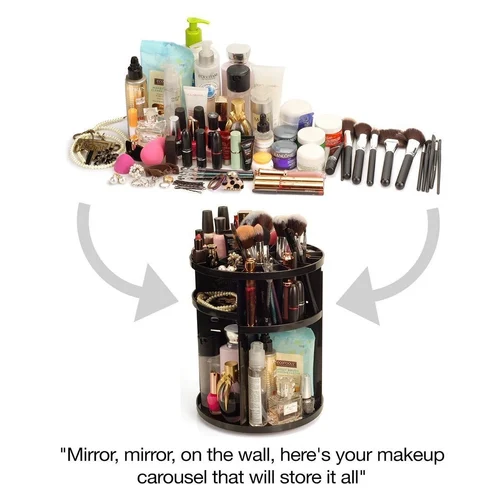 "Mirror, mirror, on the wall, here's your makeup
carousel that will store it all"